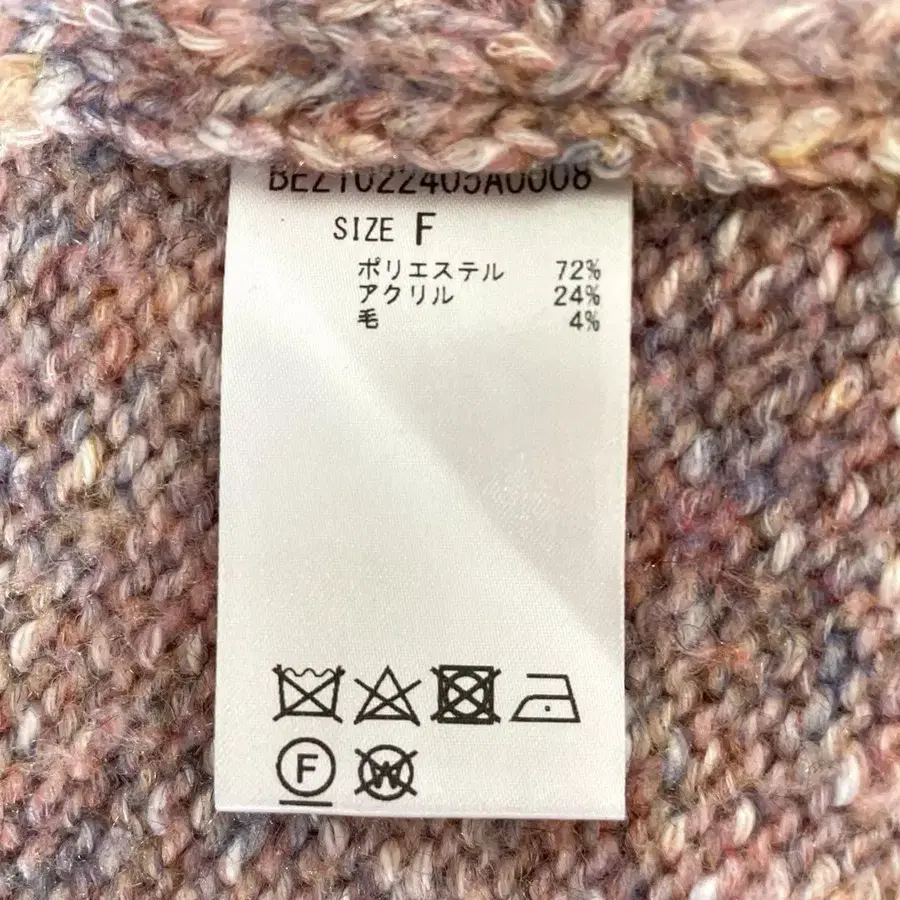 BEZ1022405A0008
SIZE F
ポリエステル 72%
アクリル 24%
毛 4%
F
W